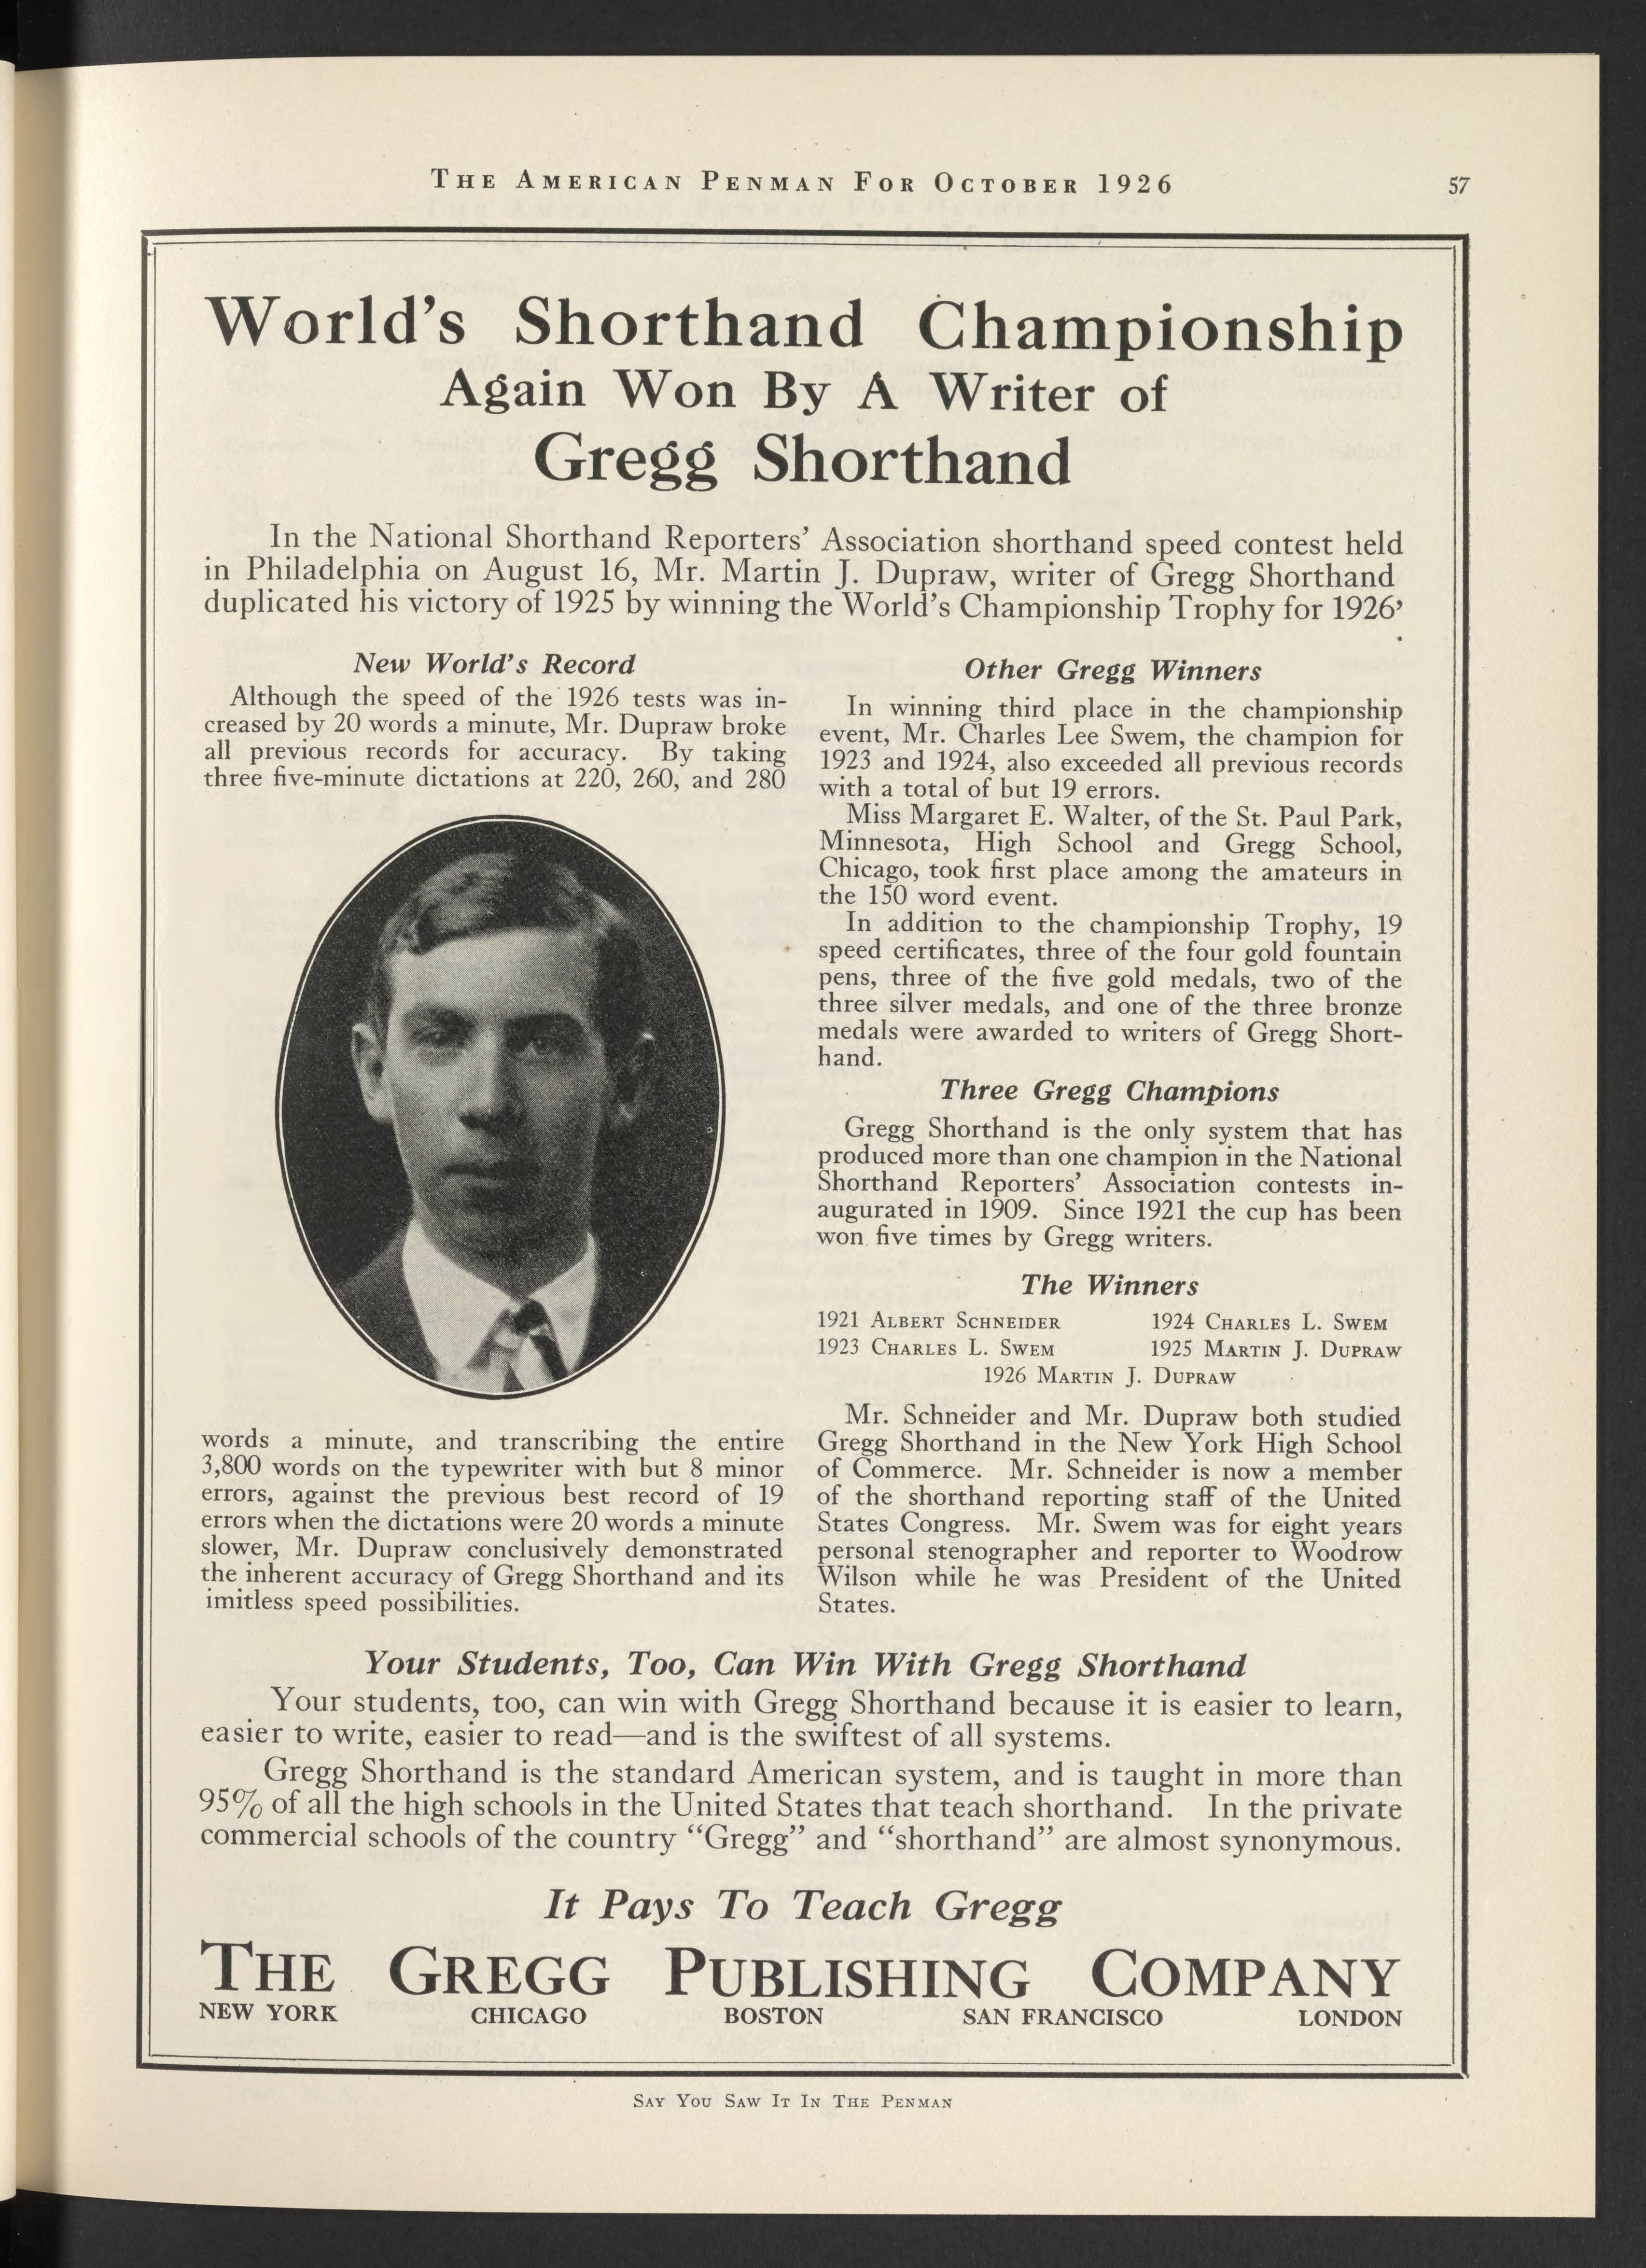 THE AMERICAN PENMAN FOR OCTOBER 1926
57
World's Shorthand Championship
Again Won By A Writer of
Gregg Shorthand
In the National Shorthand Reporters' Association shorthand speed contest held
in Philadelphia on August 16, Mr. Martin J. Dupraw, writer of Gregg Shorthand
duplicated his victory of 1925 by winning the World's Championship Trophy for 1926'
.
New World's Record
Although the speed of the 1926 tests was in-
creased by 20 words a minute, Mr. Dupraw broke
all previous records for accuracy. By taking
three five-minute dictations at 220, 260, and 280
words a minute, and transcribing the entire
3,800 words on the typewriter with but 8 minor
errors, against the previous best record of 19
errors when the dictations were 20 words a minute
slower, Mr. Dupraw conclusively demonstrated
the inherent accuracy of Gregg Shorthand and its
imitless speed possibilities.
Other Gregg Winners
In winning third place in the championship
event, Mr. Charles Lee Swem, the champion for
1923 and 1924, also exceeded all previous records
with a total of but 19 errors.
Miss Margaret E. Walter, of the St. Paul Park,
Minnesota, High School and Gregg School,
Chicago, took first place among the amateurs in
the 150 word event.
In addition to the championship Trophy, 19
speed certificates, three of the four gold fountain
pens, three of the five gold medals, two of the
three silver medals, and one of the three bronze
medals were awarded to writers of Gregg Short-
hand.
Three Gregg Champions
Gregg Shorthand is the only system that has
produced more than one champion in the National
Shorthand Reporters' Association contests in-
augurated in 1909. Since 1921 the cup has been
won five times by Gregg writers.
The Winners
1921 ALBERT SCHNEIDER 1924 CHARLES L. SWEM
1923 CHARLES L. SWEM 1925 MARTIN J. DUPRAW
1926 MARTIN J. DUPRAW
Mr. Schneider and Mr. Dupraw both studied
Gregg Shorthand in the New York High School
of Commerce. Mr. Schneider is now a member
of the shorthand reporting staff of the United
States Congress. Mr. Swem was for eight years
personal stenographer and reporter to Woodrow
Wilson while he was President of the United
States.
Your Students, Too, Can Win With Gregg Shorthand
Your students, too, can win with Gregg Shorthand because it is easier to learn,
easier to write, easier to read—and is the swiftest of all systems.
Gregg Shorthand is the standard American system, and is taught in more than
95% of all the high schools in the United States that teach shorthand. In the private
commercial schools of the country "Gregg" and "shorthand" are almost synonymous.
It Pays To Teach Gregg
THE GREGG PUBLISHING COMPANY
NEW YORK CHICAGO BOSTON SAN FRANCISCO LONDON
SAY YOU SAW IT IN THE PENMAN